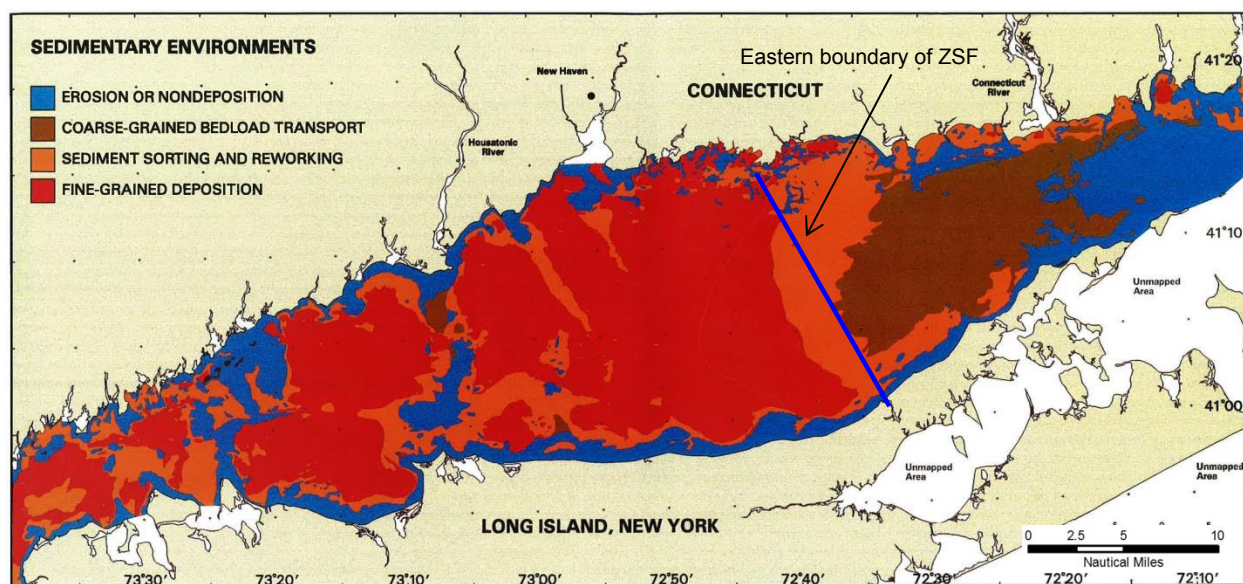 SEDIMENTARY ENVIRONMENTS
EROSION OR NONDEPOSITION
COARSE-GRAINED BEDLOAD TRANSPORT
SEDIMENT SORTING AND REWORKING
FINE-GRAINED DEPOSITION
Eastern boundary of ZSF
New Haven
CONNECTICUT
Connecticut
River
Housatonic
River
41°20
41°10
41°00
Unmapped
Area
Unmapped
Area
Unmapped
Area
LONG ISLAND, NEW YORK
0 2.5 5 10
Nautical Miles
73°30
73°20
73°10
73°00
72°50
72°40
72°30
72°20
72°10